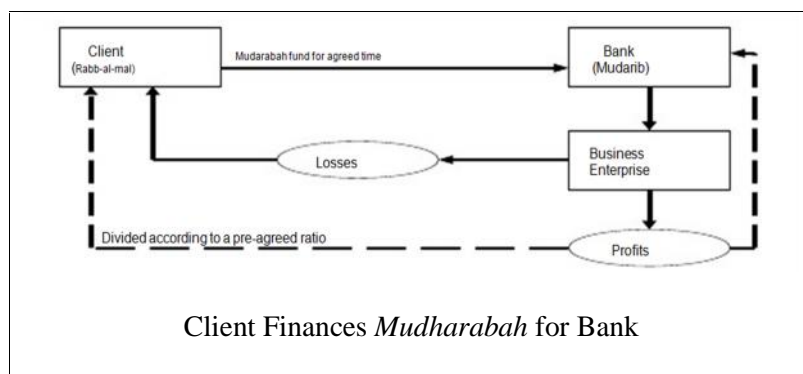 Client
(Rabb-al-mal)
Mudarabah fund for agreed time
Bank
(Mudarib)
Losses
Business
Enterprise
Divided according to a pre-agreed ratio
Profits
Client Finances Mudharabah for Bank